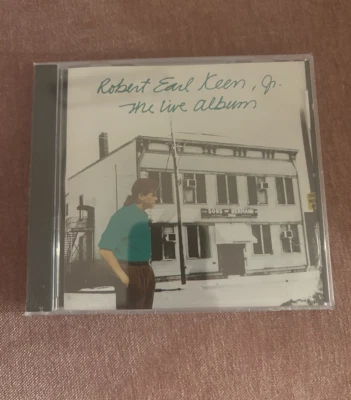 Robert Earl Keen, Jr.
The Live Album
SONS OF HERMANN